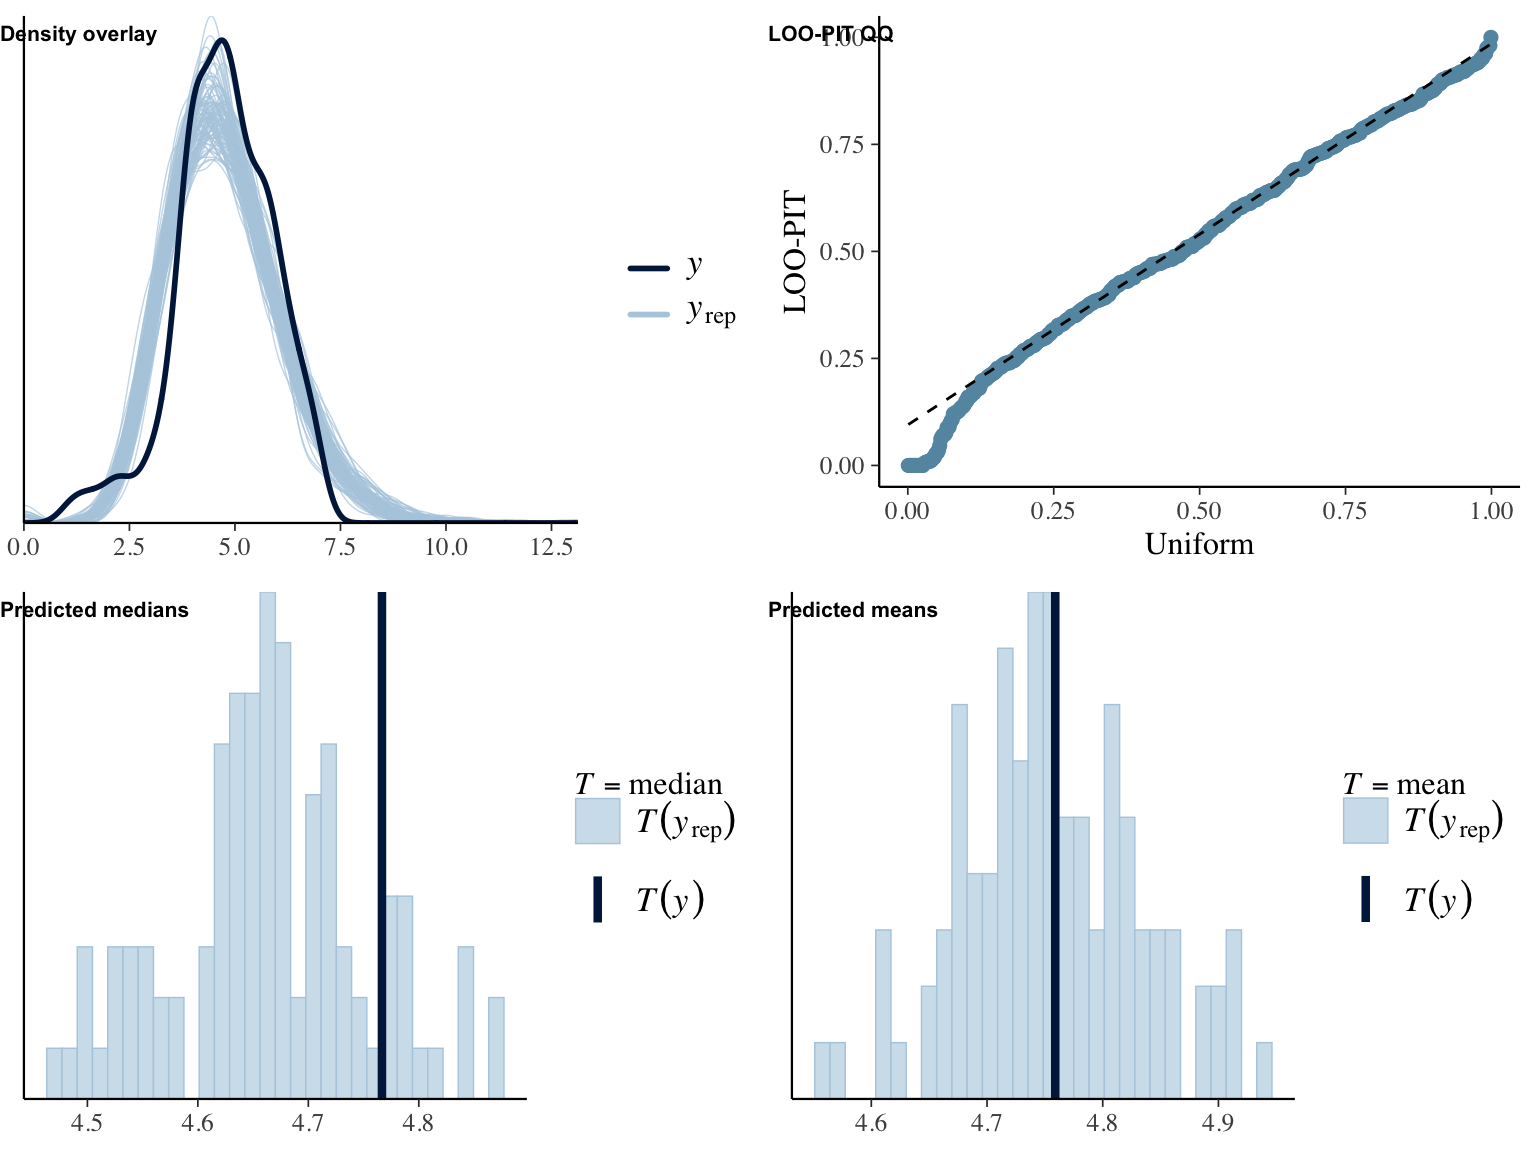 Density overlay
y
y rep
0.0 2.5 5.0 7.5 10.0 12.5
LOO-PIT QQ
1.00
0.75
0.50
0.25
0.00
LOO-PIT
0.00 0.25 0.50 0.75 1.00
Uniform
Predicted medians
T = median
T(y rep)
T(y)
4.5 4.6 4.7 4.8
Predicted means
T = mean
T(y rep)
T(y)
4.6 4.7 4.8 4.9